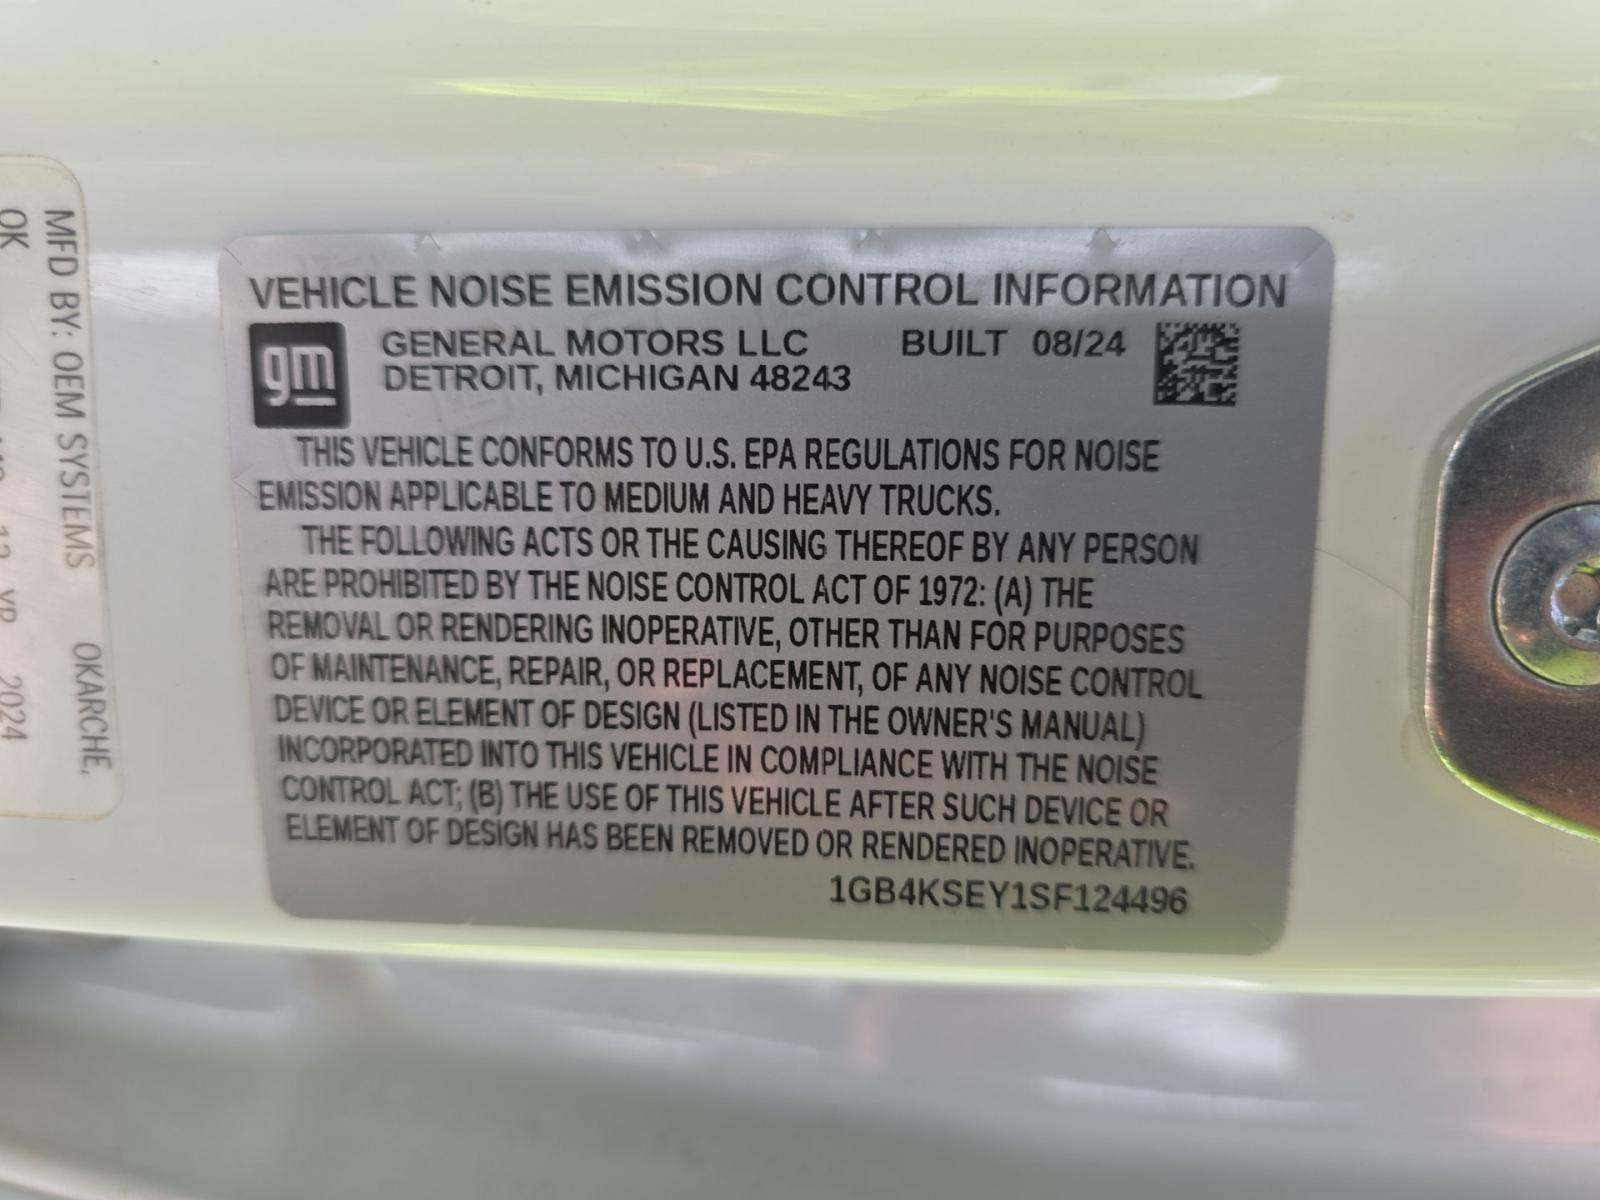 MFD BY: OEM SYSTEMS OKARCHE,
OK
13 YR 2024
VEHICLE NOISE EMISSION CONTROL INFORMATION
gm
GENERAL MOTORS LLC BUILT 08/24
DETROIT, MICHIGAN 48243
THIS VEHICLE CONFORMS TO U.S. EPA REGULATIONS FOR NOISE
EMISSION APPLICABLE TO MEDIUM AND HEAVY TRUCKS.
THE FOLLOWING ACTS OR THE CAUSING THEREOF BY ANY PERSON
ARE PROHIBITED BY THE NOISE CONTROL ACT OF 1972: (A) THE
REMOVAL OR RENDERING INOPERATIVE, OTHER THAN FOR PURPOSES
OF MAINTENANCE, REPAIR, OR REPLACEMENT, OF ANY NOISE CONTROL
DEVICE OR ELEMENT OF DESIGN (LISTED IN THE OWNER'S MANUAL)
INCORPORATED INTO THIS VEHICLE IN COMPLIANCE WITH THE NOISE
CONTROL ACT; (B) THE USE OF THIS VEHICLE AFTER SUCH DEVICE OR
ELEMENT OF DESIGN HAS BEEN REMOVED OR RENDERED INOPERATIVE.
1GB4KSEY1SF124496